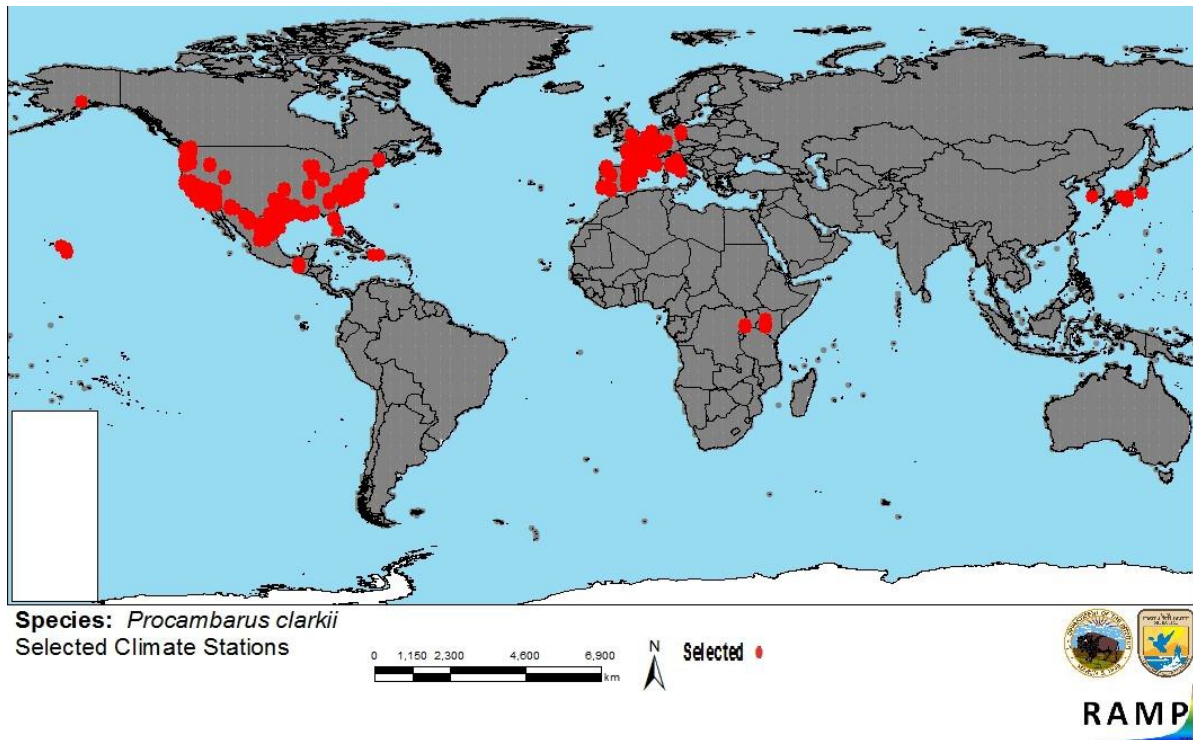 Species: Procambarus clarkii
Selected Climate Stations
0 1,150 2,300 4,600 6,900
km
N
Selected
RAMP